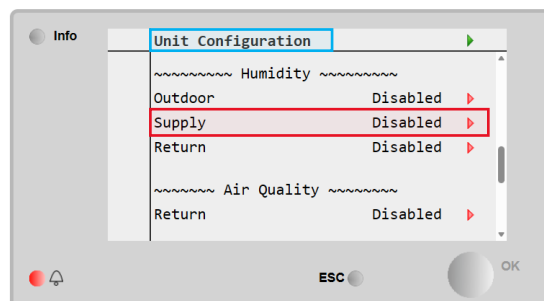 Info
Unit Configuration
~~~~~~~~~ Humidity ~~~~~~~~~
Outdoor Disabled
Supply Disabled
Return Disabled
~~~~~~~ Air Quality ~~~~~~~~
Return Disabled
ESC
OK